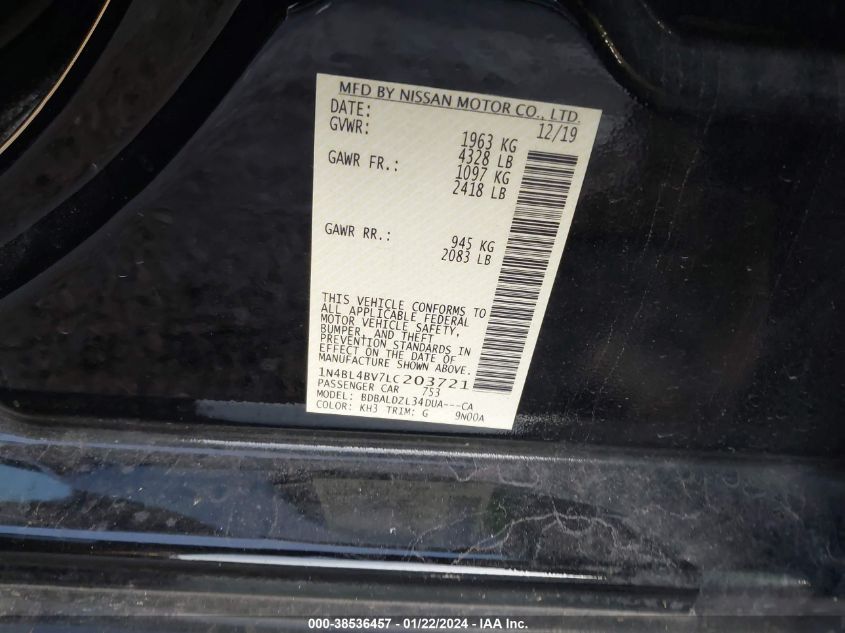 MFD BY NISSAN MOTOR CO., LTD.
DATE: 12/19
GVWR: 1963 KG
4328 LB
GAWR FR.: 1097 KG
2418 LB
GAWR RR.: 945 KG
2083 LB
THIS VEHICLE CONFORMS TO
ALL APPLICABLE FEDERAL
MOTOR VEHICLE SAFETY,
BUMPER, AND THEFT
PREVENTION STANDARDS IN
EFFECT ON THE DATE OF
MANUFACTURE SHOWN ABOVE.
1N4BL4BV7LC203721
PASSENGER CAR 753
MODEL: BDBALDZL34DUA---CA
COLOR: KH3 TRIM: G 9N00A
000-38536457 - 01/22/2024 - IAA Inc.